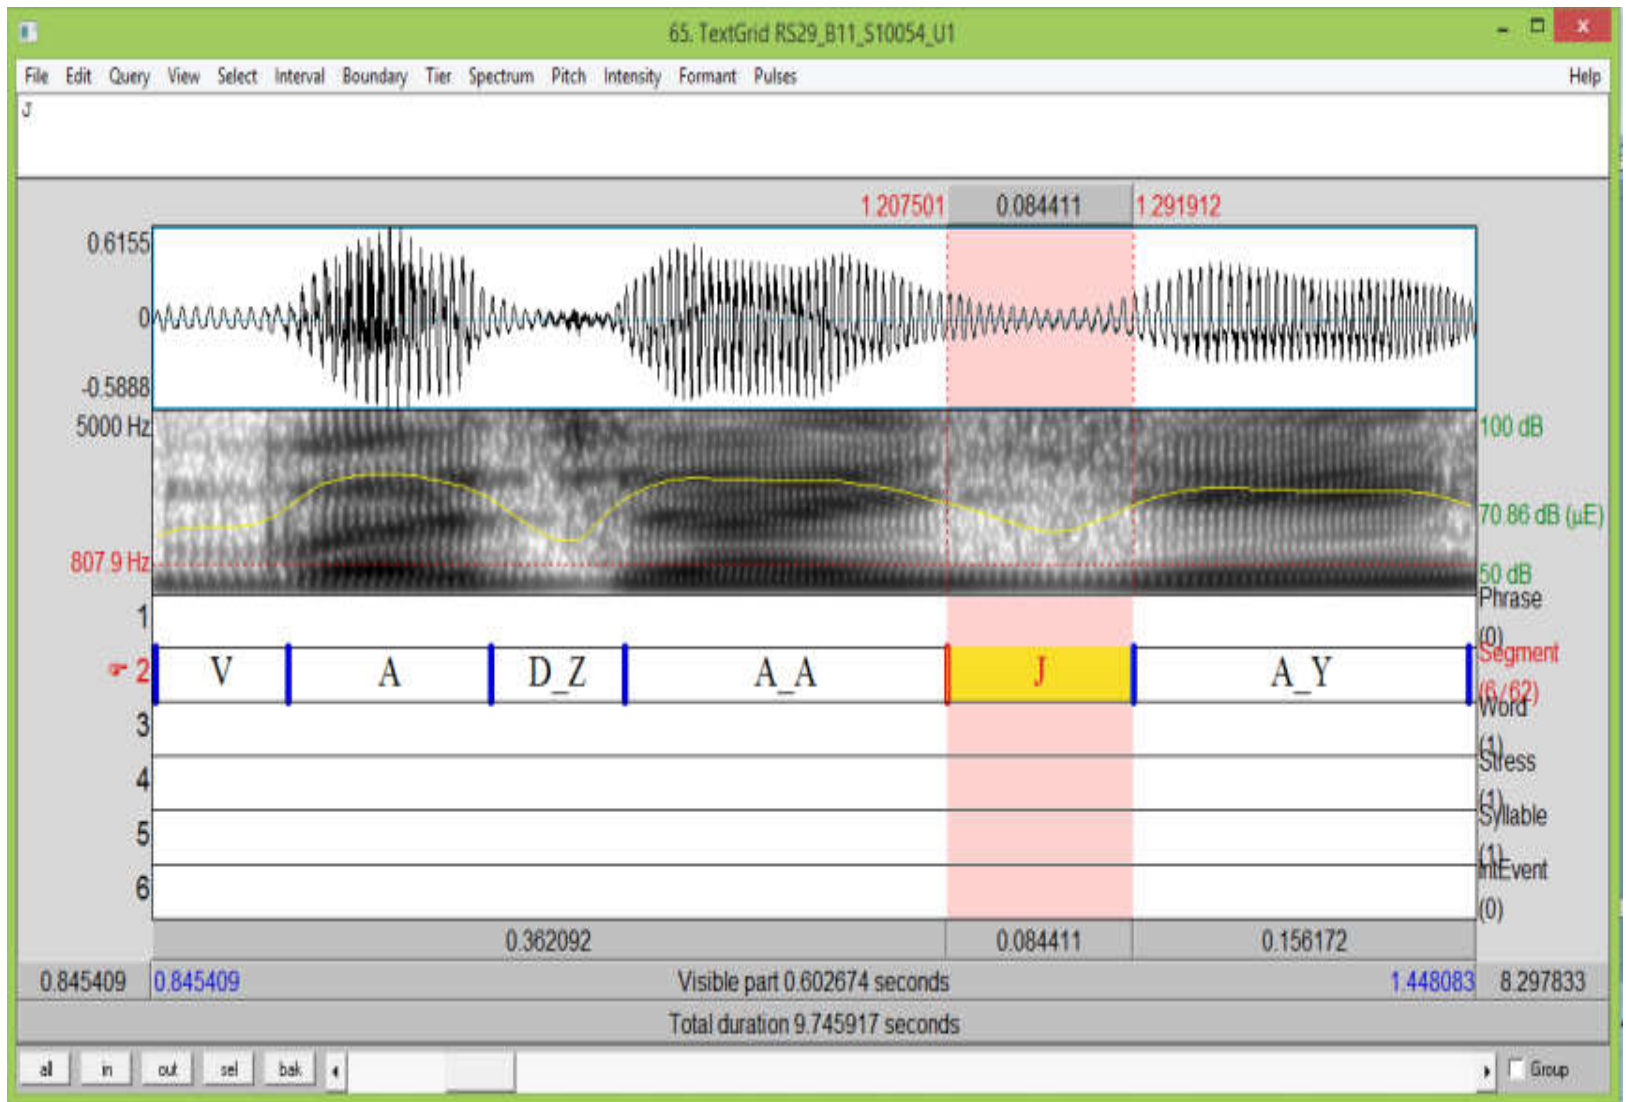 65. TextGrid RS29_B11_S10054_U1
File Edit Query View Select Interval Boundary Tier Spectrum Pitch Intensity Formant Pulses Help
J
1.207501 0.084411 1.291912
0.6155
0
-0.5888
5000 Hz 100 dB
70.86 dB (µE)
807.9 Hz
50 dB
1 Phrase
(0)
☞ 2 V A D_Z A_A J A_Y Segment
(6/62)
3 Word
(1)
4 Stress
(1)
5 Syllable
(1)
6 IntEvent
(0)
0.362092 0.084411 0.156172
0.845409 0.845409 Visible part 0.602674 seconds 1.448083 8.297833
Total duration 9.745917 seconds
all in out sel bak Group